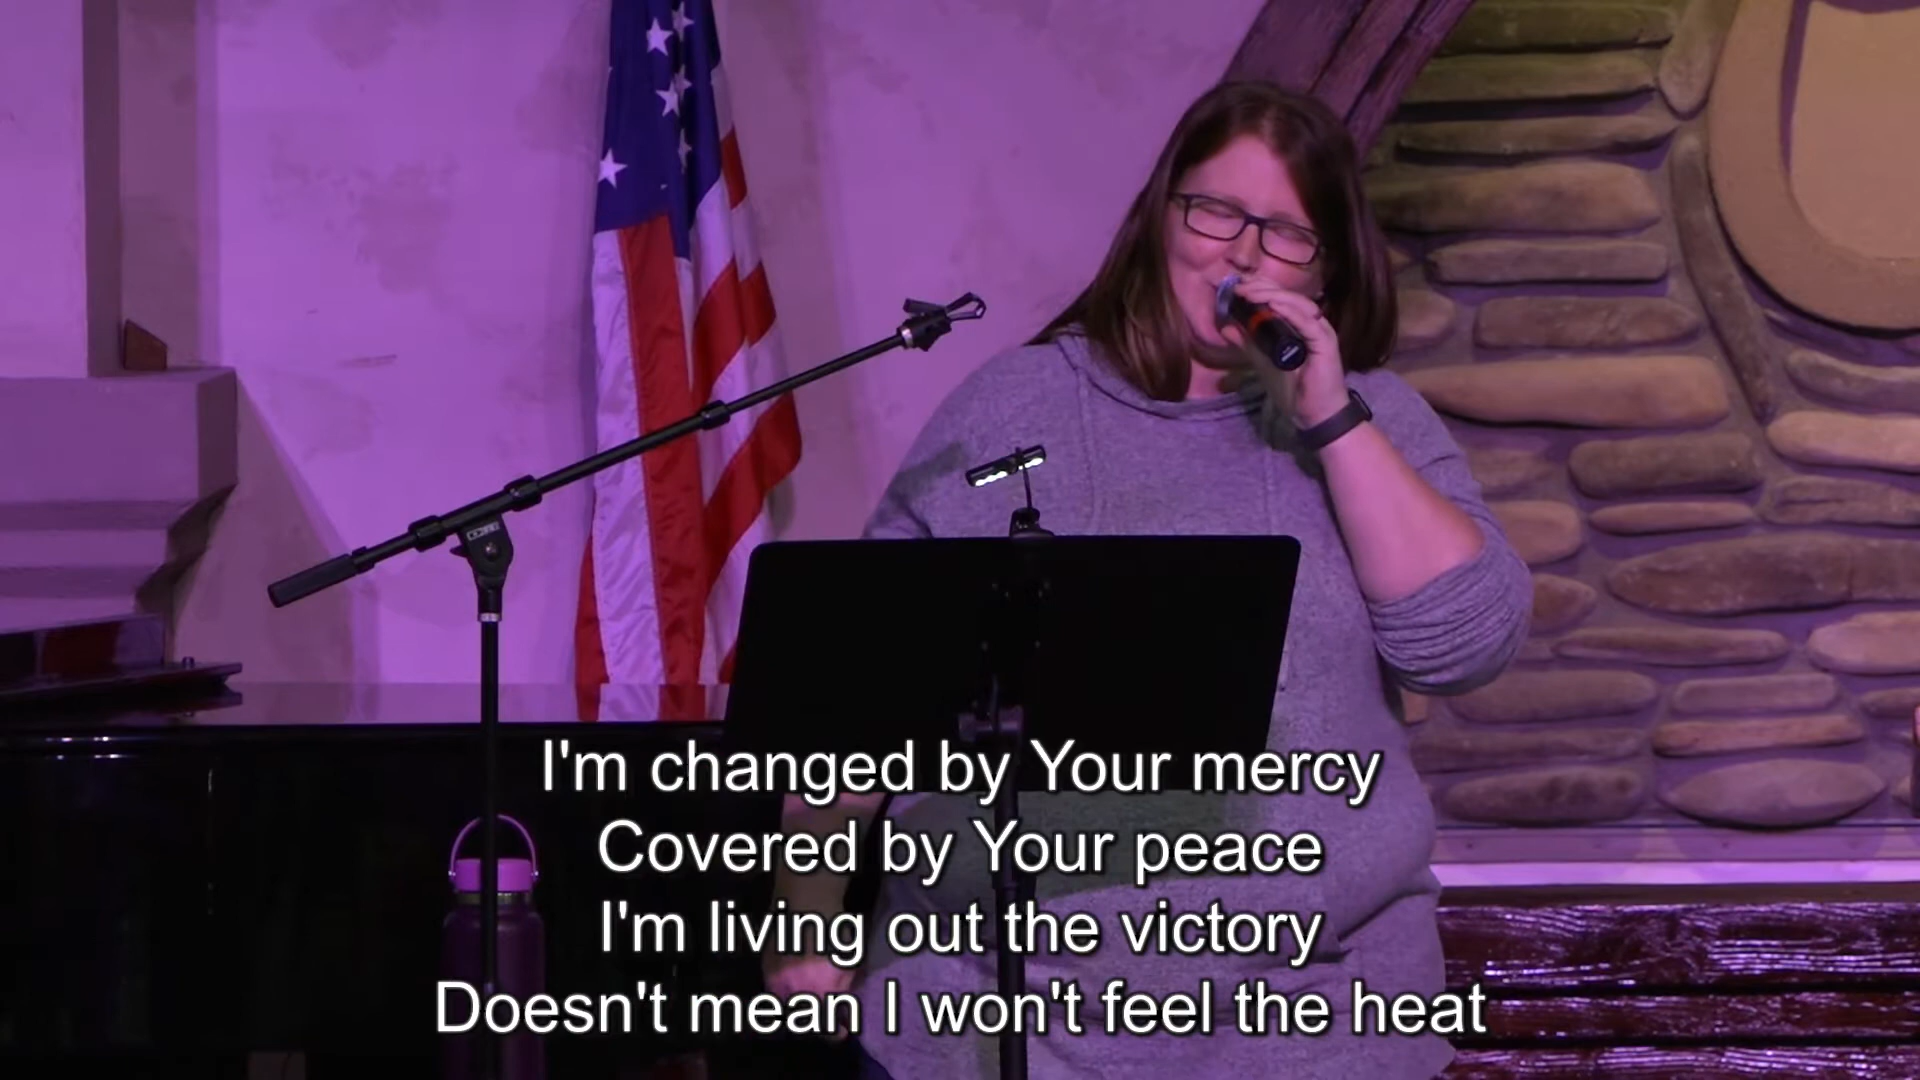 I'm changed by Your mercy
Covered by Your peace
I'm living out the victory
Doesn't mean I won't feel the heat